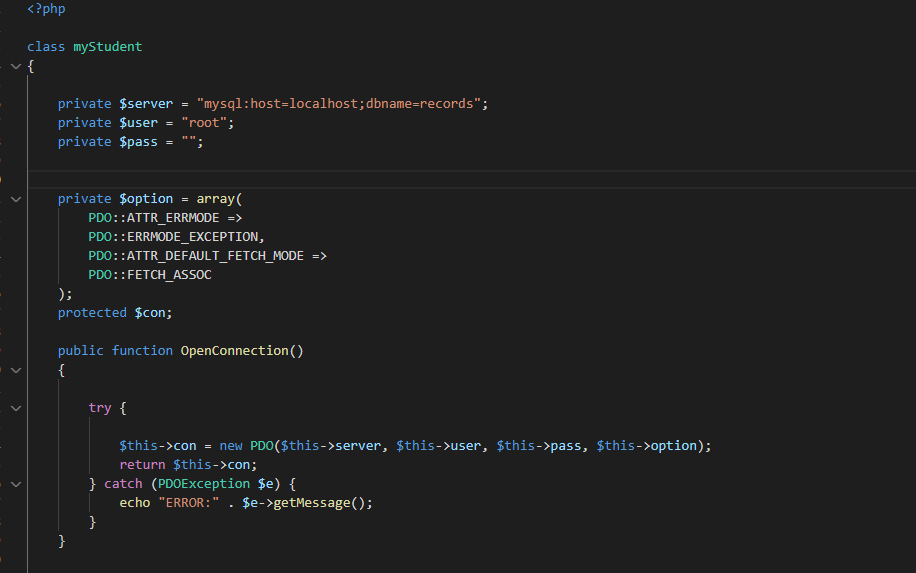 <?php
class myStudent
{
private $server = "mysql:host=localhost;dbname=records";
private $user = "root";
private $pass = "";
private $option = array(
PDO::ATTR_ERRMODE =>
PDO::ERRMODE_EXCEPTION,
PDO::ATTR_DEFAULT_FETCH_MODE =>
PDO::FETCH_ASSOC
);
protected $con;
public function OpenConnection()
{
try {
$this->con = new PDO($this->server, $this->user, $this->pass, $this->option);
return $this->con;
} catch (PDOException $e) {
echo "ERROR:" . $e->getMessage();
}
}